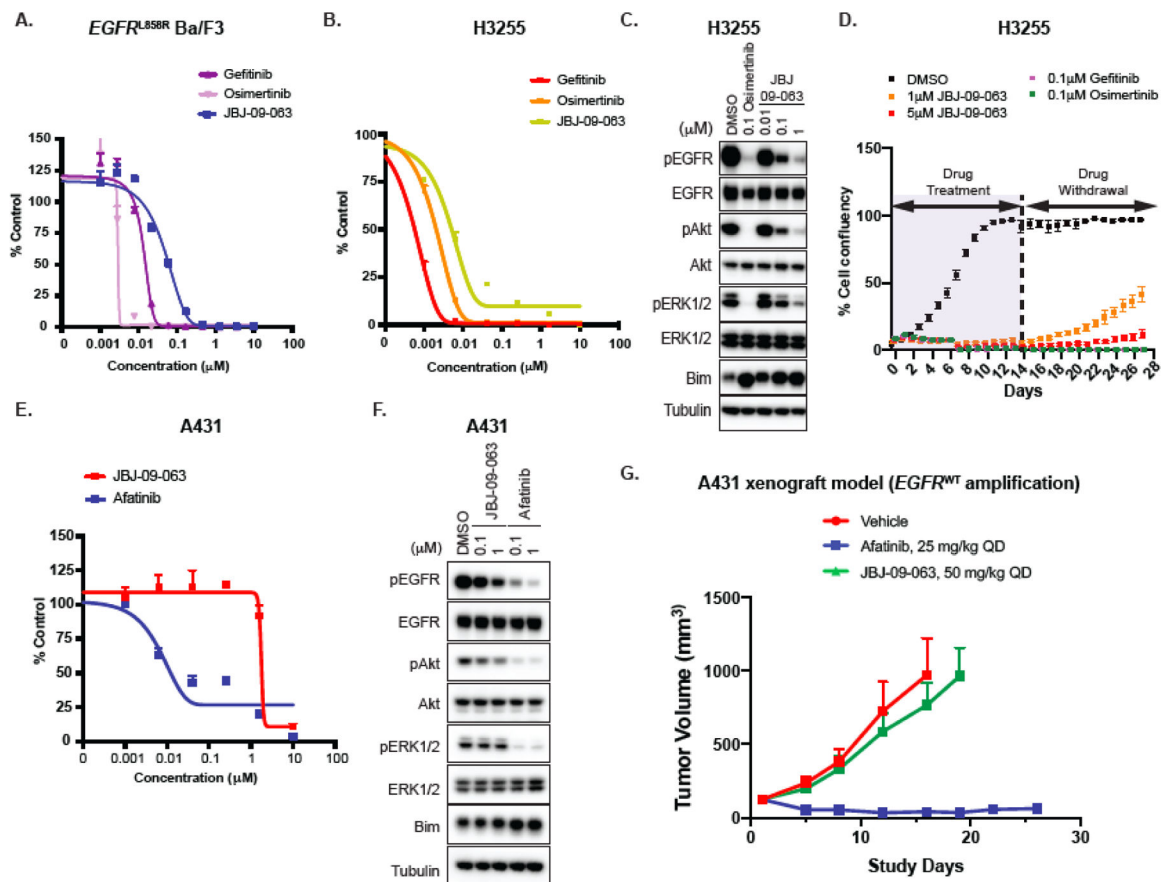 A.
EGFRL858R Ba/F3
Gefitinib
Osimertinib
JBJ-09-063
% Control
150
125
100
75
50
25
0
0 0.001 0.01 0.1 1 10 100
Concentration (μM)
B.
H3255
Gefitinib
Osimertinib
JBJ-09-063
% Control
100
75
50
25
0
0 0.001 0.01 0.1 1 10 100
Concentration (μM)
C.
H3255
JBJ
09-063
DMSO
Osimertinib
(μM)
0.1
0.01
0.1
1
pEGFR
EGFR
pAkt
Akt
pERK1/2
ERK1/2
Bim
Tubulin
D.
H3255
DMSO
1μM JBJ-09-063
5μM JBJ-09-063
0.1μM Gefitinib
0.1μM Osimertinib
Drug
Treatment
Drug
Withdrawal
% Cell confluency
150
100
50
0
0 2 4 6 8 10 12 14 16 18 20 22 24 26 28
Days
E.
A431
JBJ-09-063
Afatinib
% Control
150
125
100
75
50
25
0
0 0.001 0.01 0.1 1 10 100
Concentration (μM)
F.
A431
DMSO
JBJ-09-063
Afatinib
(μM)
0.1
1
0.1
1
pEGFR
EGFR
pAkt
Akt
pERK1/2
ERK1/2
Bim
Tubulin
G.
A431 xenograft model (EGFRWT amplification)
Vehicle
Afatinib, 25 mg/kg QD
JBJ-09-063, 50 mg/kg QD
Tumor Volume (mm3)
1500
1000
500
0
0 10 20 30
Study Days